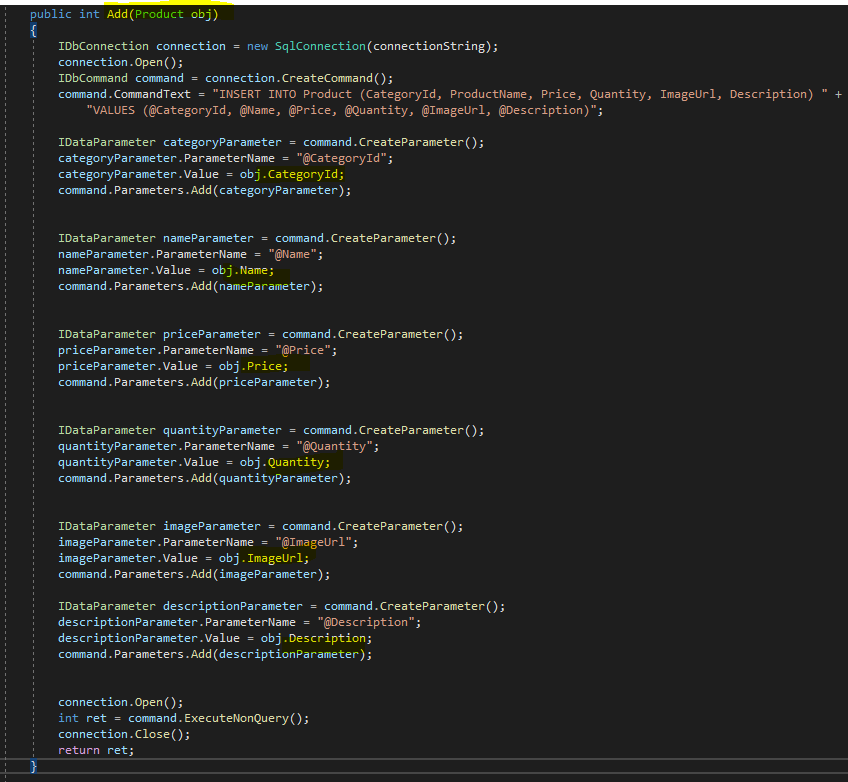 public int Add(Product obj)
{
IDbConnection connection = new SqlConnection(connectionString);
connection.Open();
IDbCommand command = connection.CreateCommand();
command.CommandText = "INSERT INTO Product (CategoryId, ProductName, Price, Quantity, ImageUrl, Description) " +
"VALUES (@CategoryId, @Name, @Price, @Quantity, @ImageUrl, @Description)";
IDataParameter categoryParameter = command.CreateParameter();
categoryParameter.ParameterName = "@CategoryId";
categoryParameter.Value = obj.CategoryId;
command.Parameters.Add(categoryParameter);
IDataParameter nameParameter = command.CreateParameter();
nameParameter.ParameterName = "@Name";
nameParameter.Value = obj.Name;
command.Parameters.Add(nameParameter);
IDataParameter priceParameter = command.CreateParameter();
priceParameter.ParameterName = "@Price";
priceParameter.Value = obj.Price;
command.Parameters.Add(priceParameter);
IDataParameter quantityParameter = command.CreateParameter();
quantityParameter.ParameterName = "@Quantity";
quantityParameter.Value = obj.Quantity;
command.Parameters.Add(quantityParameter);
IDataParameter imageParameter = command.CreateParameter();
imageParameter.ParameterName = "@ImageUrl";
imageParameter.Value = obj.ImageUrl;
command.Parameters.Add(imageParameter);
IDataParameter descriptionParameter = command.CreateParameter();
descriptionParameter.ParameterName = "@Description";
descriptionParameter.Value = obj.Description;
command.Parameters.Add(descriptionParameter);
connection.Open();
int ret = command.ExecuteNonQuery();
connection.Close();
return ret;
}